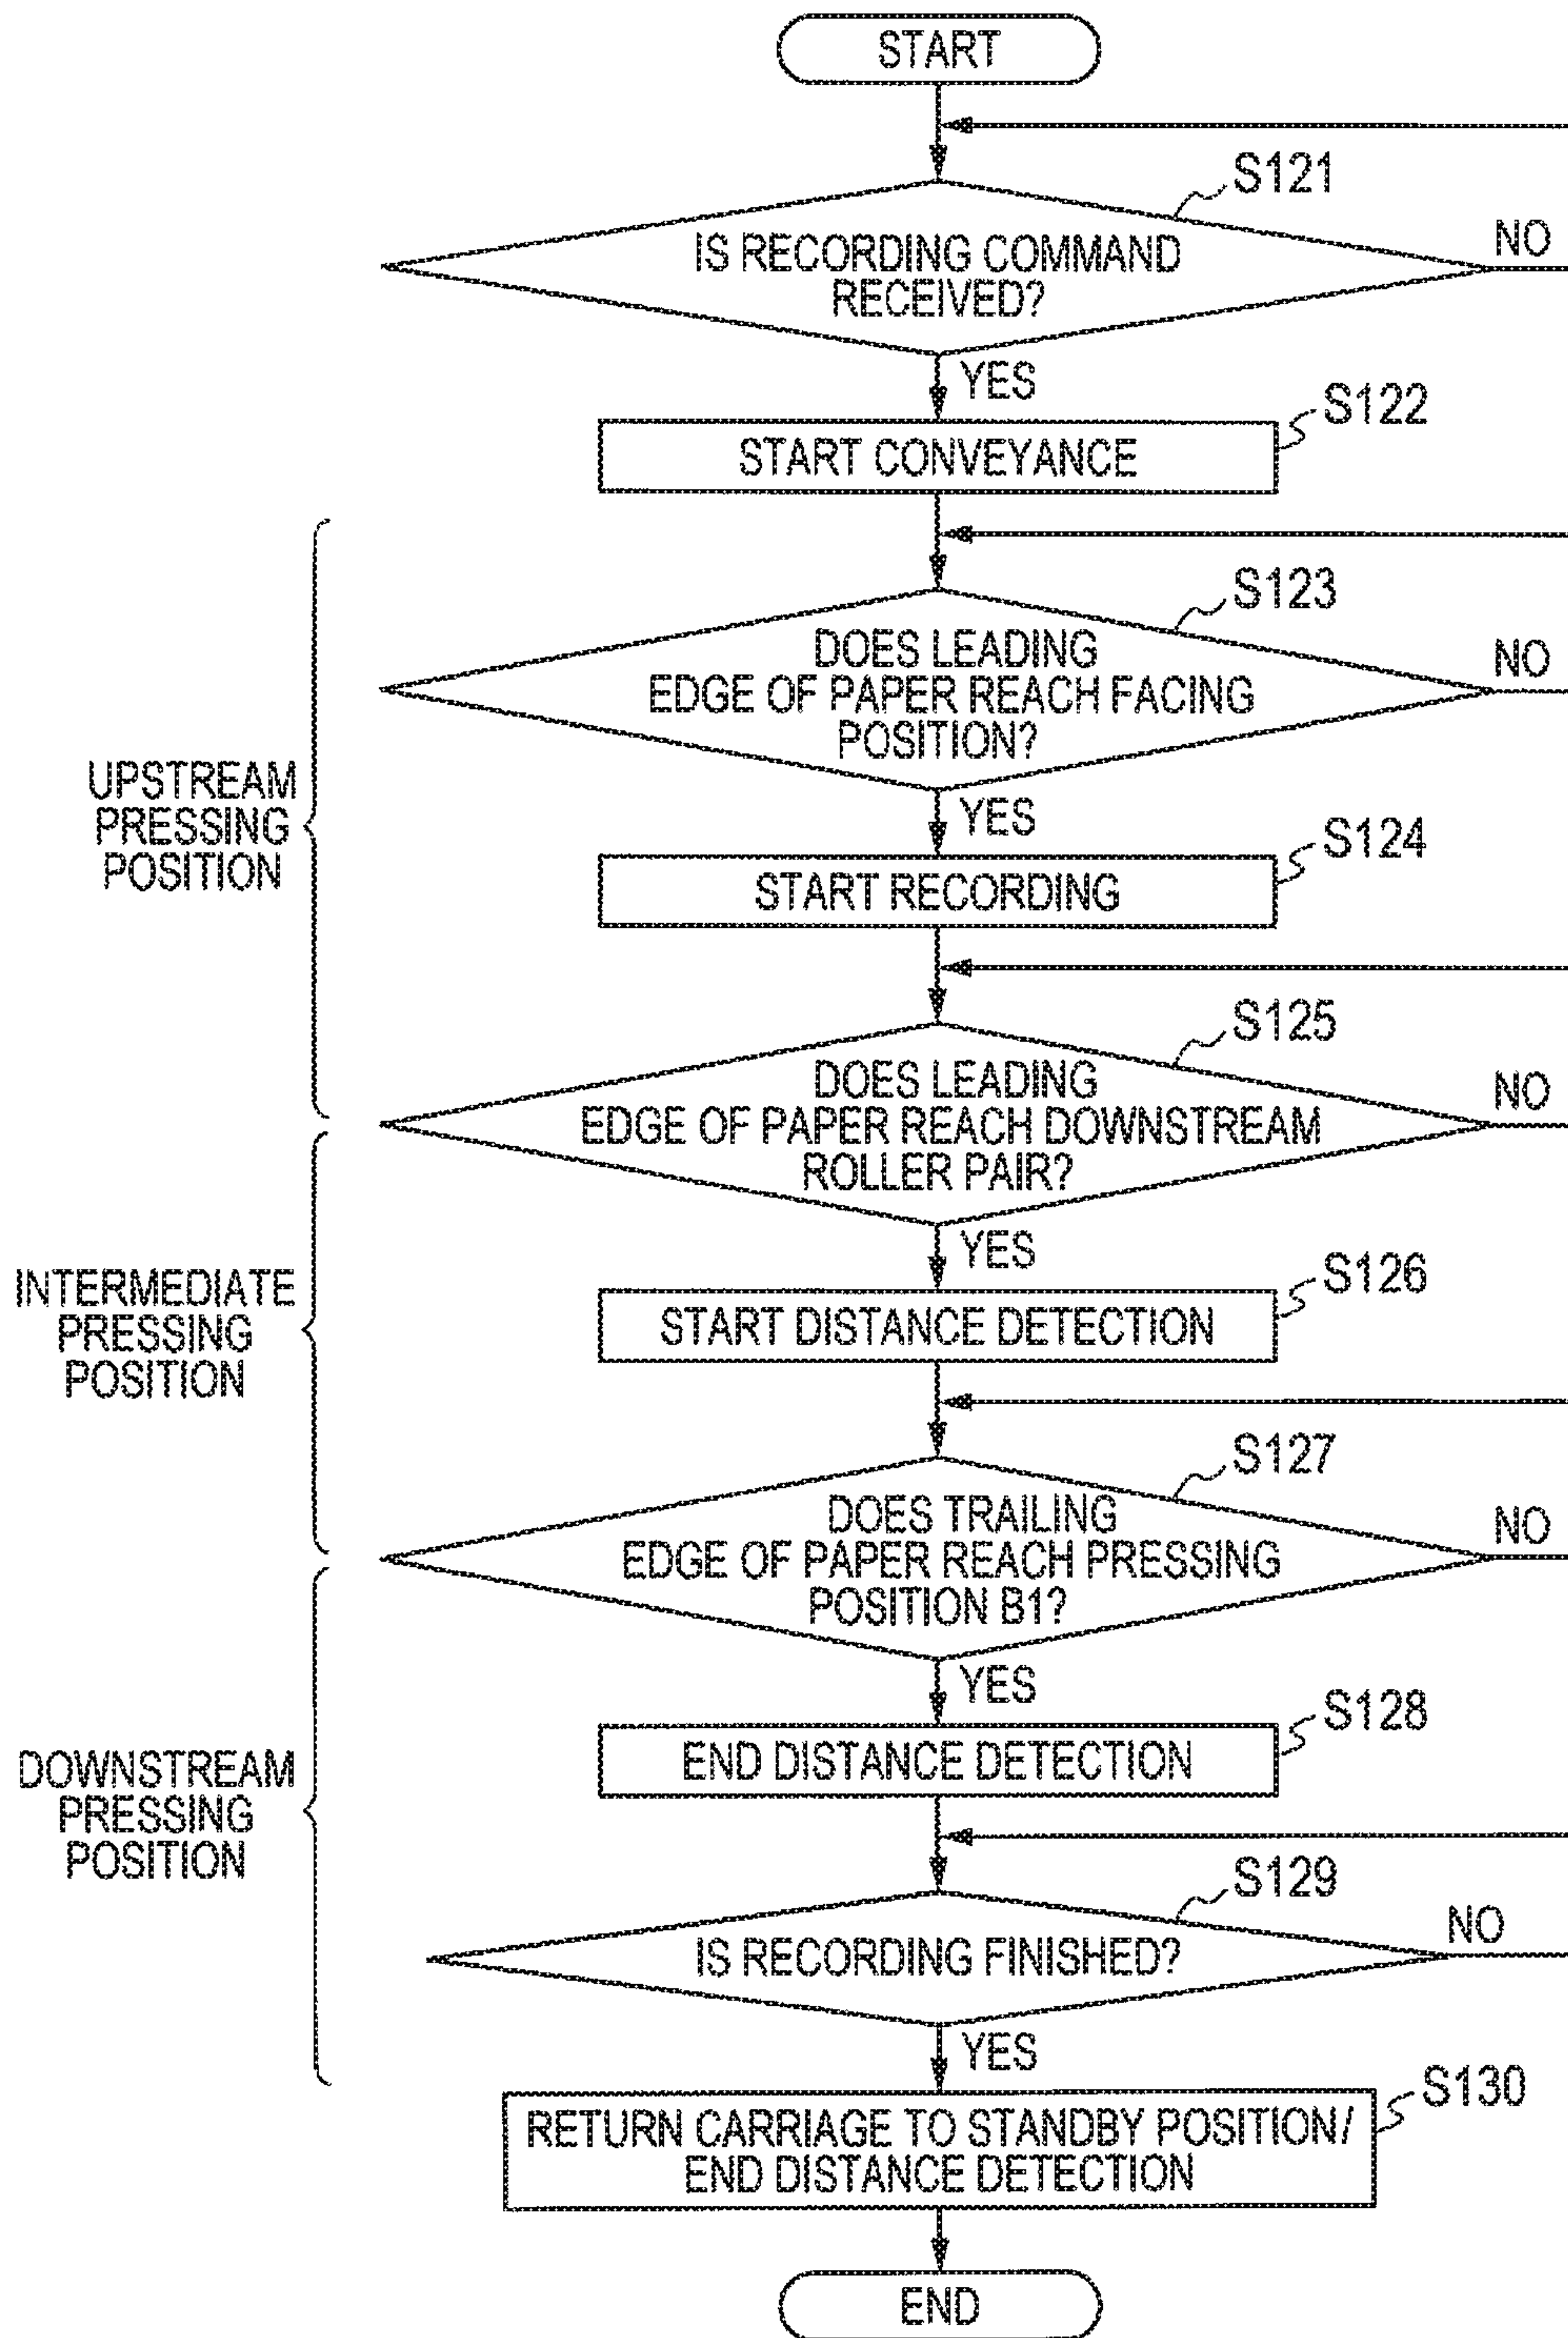 START
S121
IS RECORDING COMMAND
RECEIVED?
NO
YES
S122
START CONVEYANCE
S123
DOES LEADING
EDGE OF PAPER REACH FACING
POSITION?
NO
UPSTREAM
PRESSING
POSITION
YES
S124
START RECORDING
S125
DOES LEADING
EDGE OF PAPER REACH DOWNSTREAM
ROLLER PAIR?
NO
INTERMEDIATE
PRESSING
POSITION
YES
S126
START DISTANCE DETECTION
S127
DOES TRAILING
EDGE OF PAPER REACH PRESSING
POSITION B1?
NO
YES
S128
END DISTANCE DETECTION
DOWNSTREAM
PRESSING
POSITION
S129
IS RECORDING FINISHED?
NO
YES
S130
RETURN CARRIAGE TO STANDBY POSITION/
END DISTANCE DETECTION
END